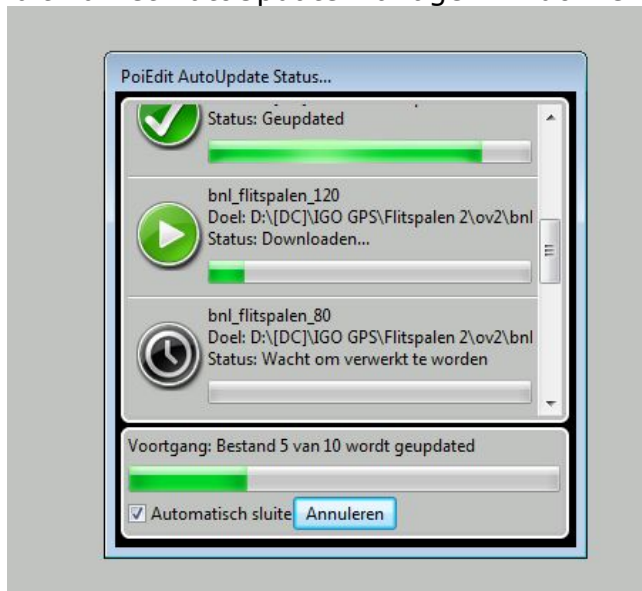 PoiEdit AutoUpdate Status...
Status: Geupdated
bnl_flitspalen_120
Doel: D:\[DC]\IGO GPS\Flitspalen 2\ov2\bnl
Status: Downloaden...
bnl_flitspalen_80
Doel: D:\[DC]\IGO GPS\Flitspalen 2\ov2\bnl
Status: Wacht om verwerkt te worden
Voortgang: Bestand 5 van 10 wordt geupdated
Automatisch sluite Annuleren